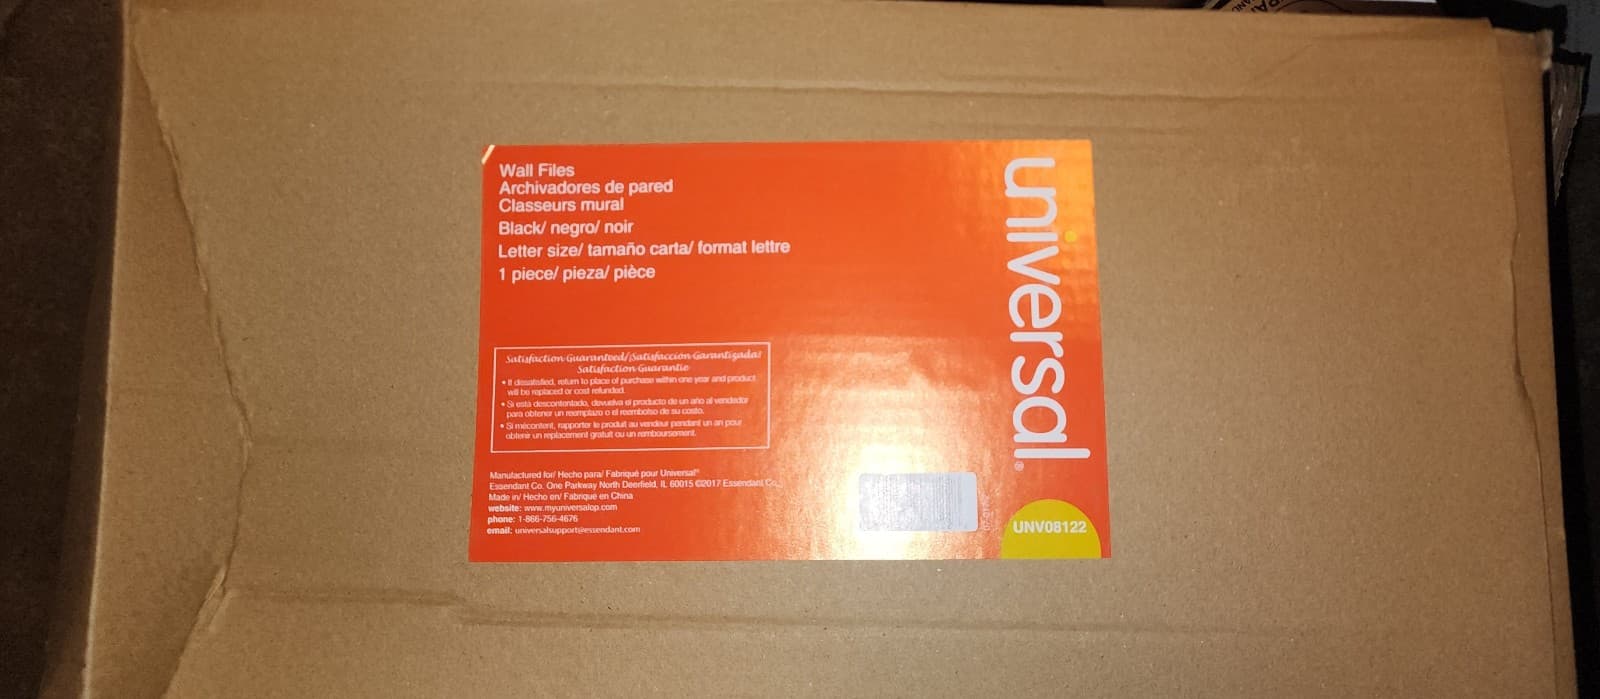 Wall Files
Archivadores de pared
Classeurs mural
Black/ negro/ noir
Letter size/ tamaño carta/ format lettre
1 piece/ pieza/ pièce
Satisfaction Guaranteed/¡Satisfacción Garantizada!
Satisfaction Guarantie
• If dissatisfied, return to place of purchase within one year and product
will be replaced or cost refunded.
• Si está descontentado, devuelva el producto de un año al vendedor
para obtener un reemplazo o el reembolso de su costo.
• Si mécontent, rapporter le produit au vendeur pendant un an pour
obtenir un replacement gratuit ou un remboursement.
Manufactured for/ Hecho para/ Fabriqué pour Universal®
Essendant Co. One Parkway North Deerfield, IL 60015 ©2017 Essendant Co.
Made in/ Hecho en/ Fabrique en China
website: www.myuniversalop.com
phone: 1-866-756-4676
email: universalsupport@essendant.com
universal®
UNV08122